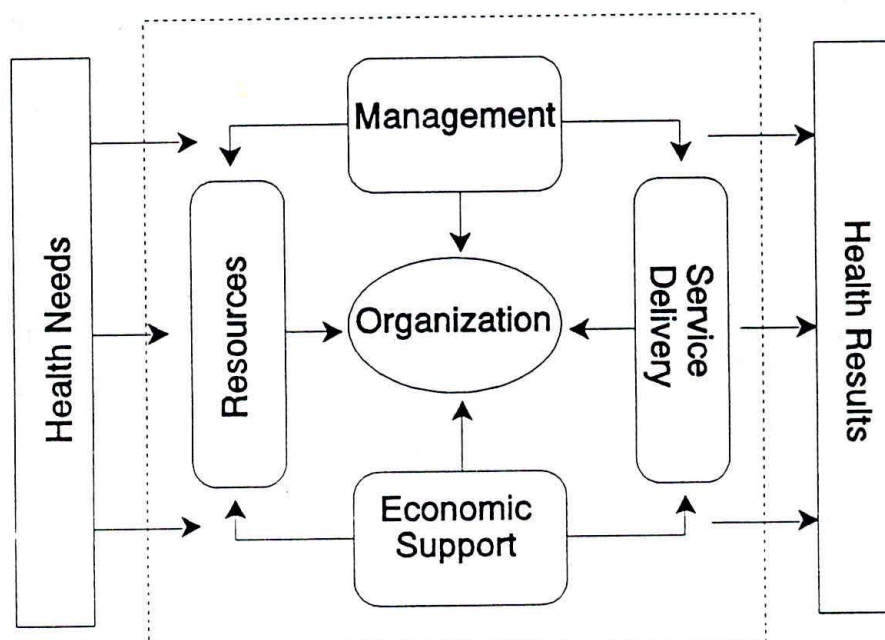 Health Needs
Management
Resources
Organization
Service
Delivery
Economic
Support
Health Results